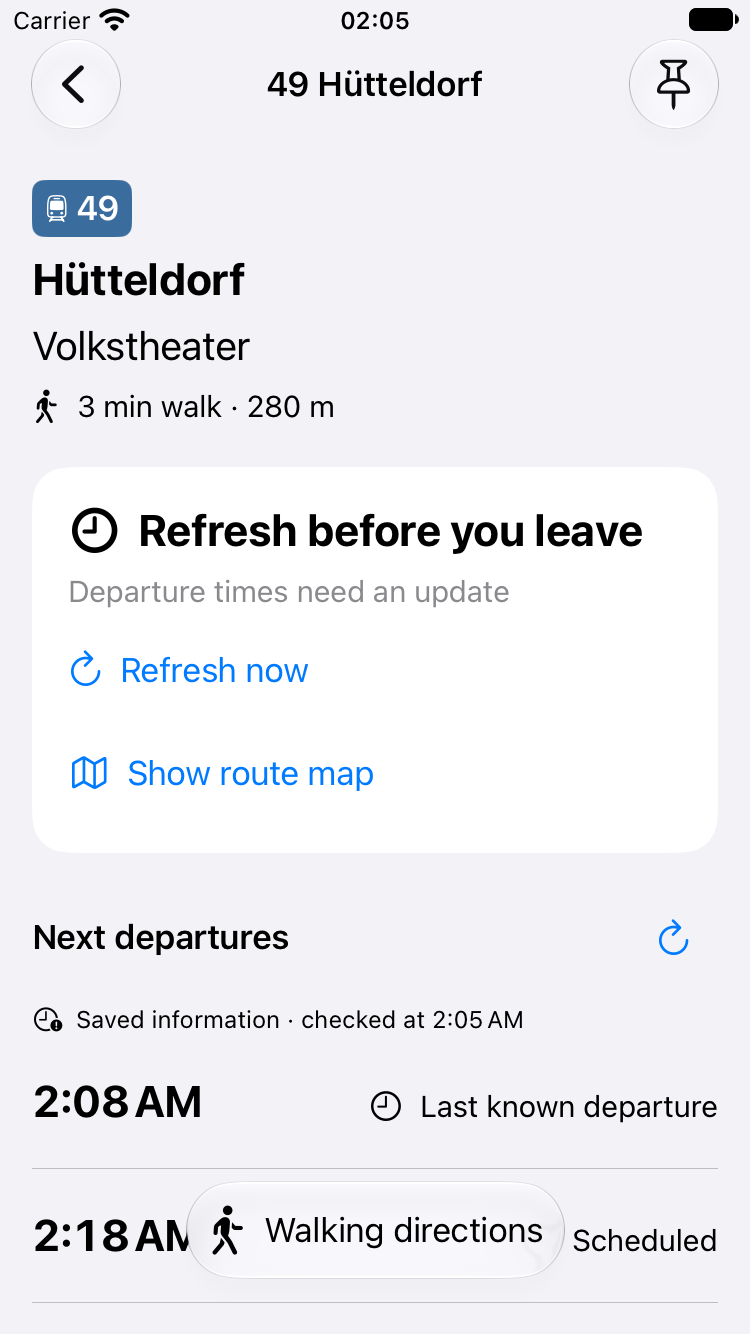 Carrier 02:05
49 Hütteldorf
49
Hütteldorf
Volkstheater
3 min walk · 280 m
Refresh before you leave
Departure times need an update
Refresh now
Show route map
Next departures
Saved information · checked at 2:05 AM
2:08 AM Last known departure
2:18 AM Scheduled
Walking directions